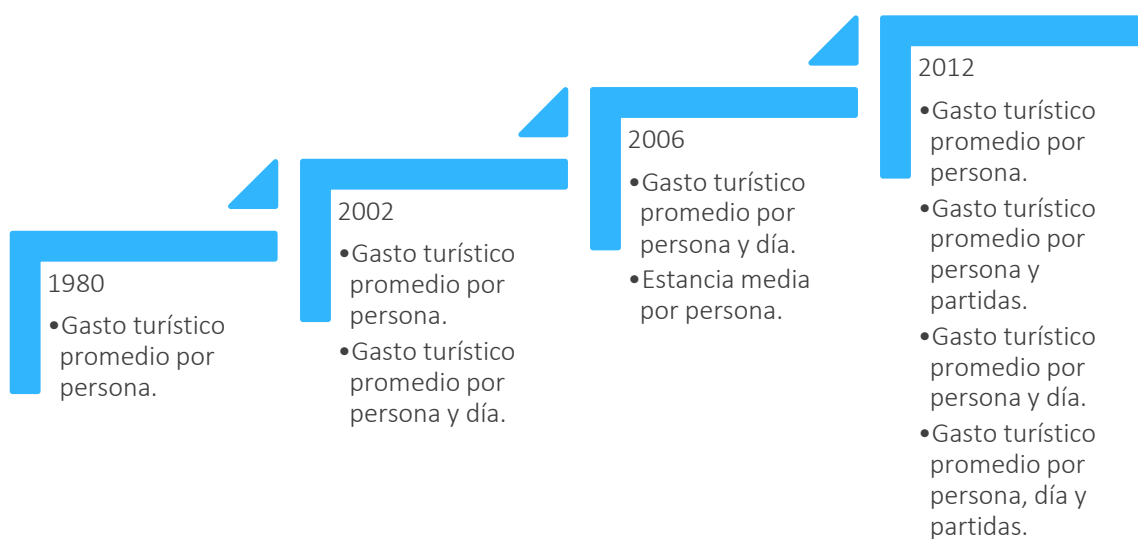 1980
•Gasto turístico
promedio por
persona.
2002
•Gasto turístico
promedio por
persona.
•Gasto turístico
promedio por
persona y día.
2006
•Gasto turístico
promedio por
persona y día.
•Estancia media
por persona.
2012
•Gasto turístico
promedio por
persona.
•Gasto turístico
promedio por
persona y
partidas.
•Gasto turístico
promedio por
persona y día.
•Gasto turístico
promedio por
persona, día y
partidas.